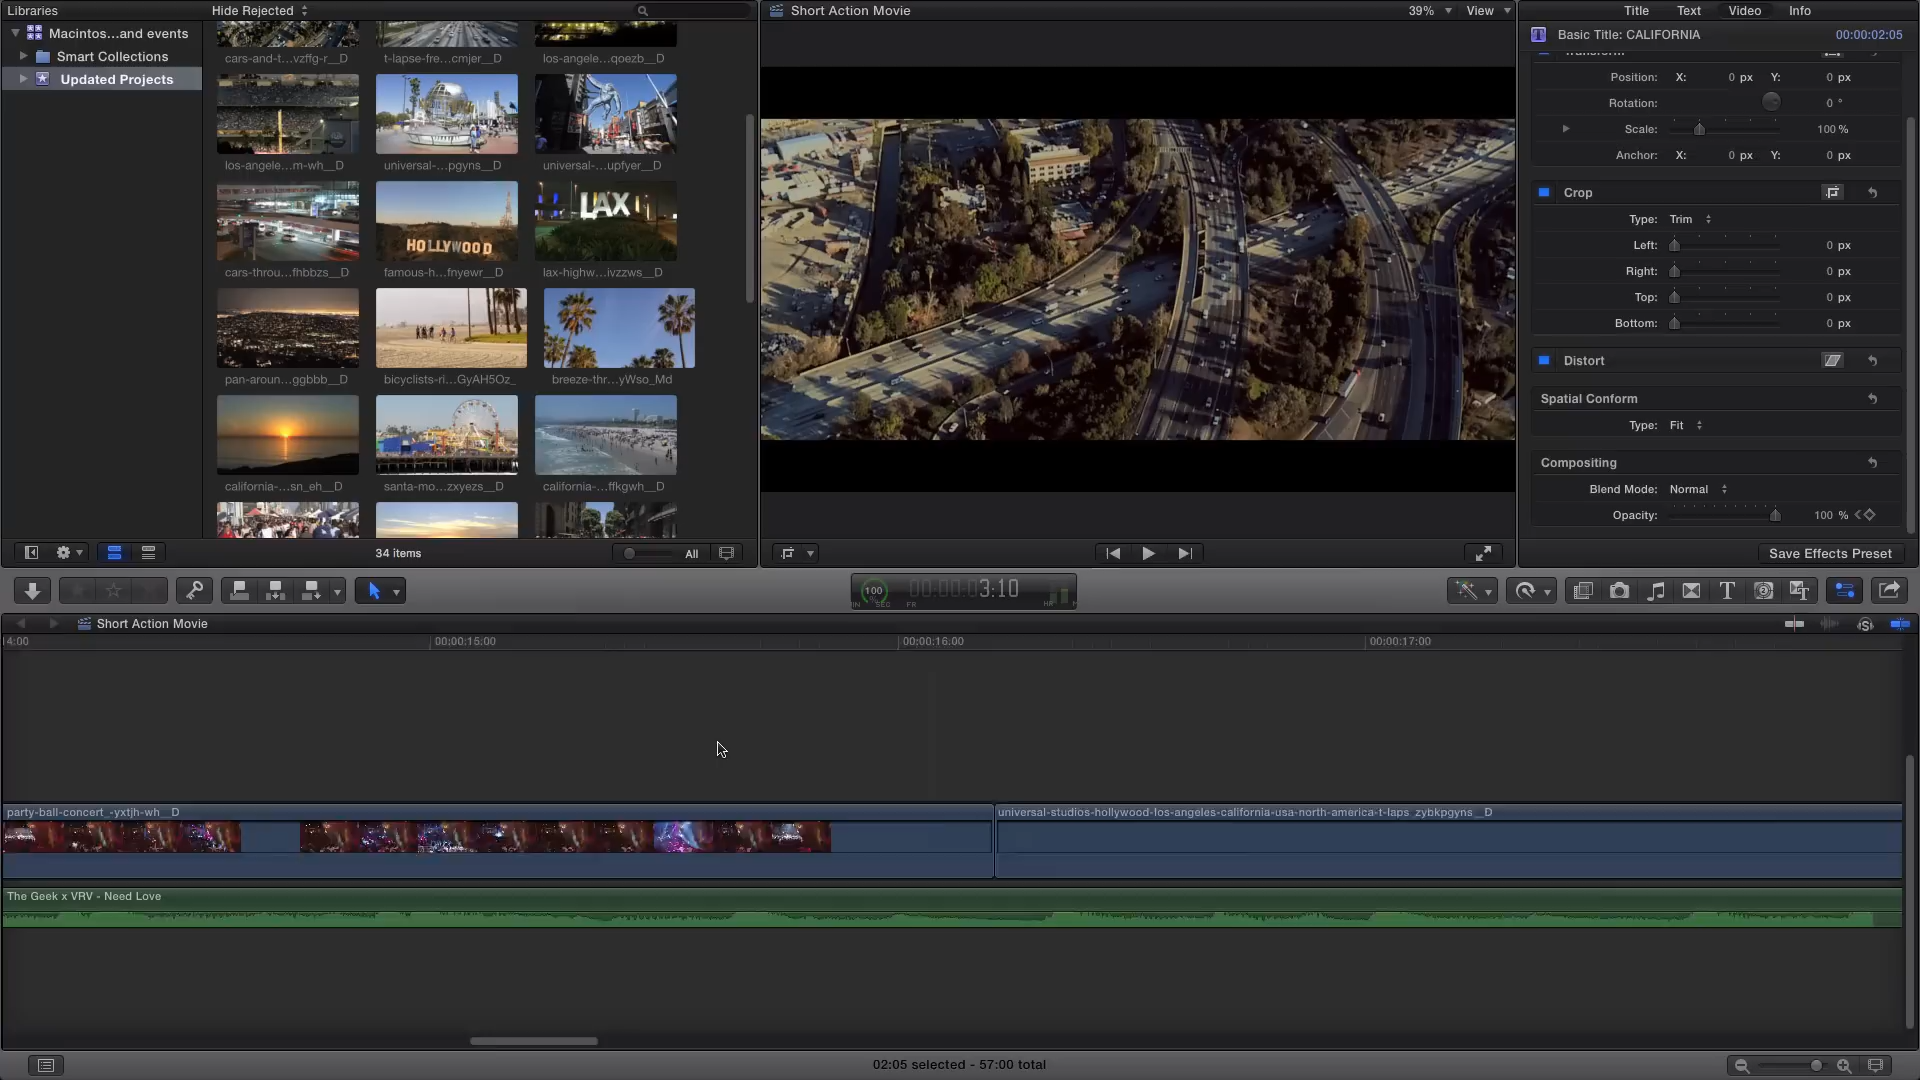 Libraries
Hide Rejected
Macintos...and events
Smart Collections
Updated Projects
cars-and-t...vzffg-r__D
t-lapse-fre...cmjer__D
los-angele...qoezb__D
los-angele...m-wh__D
universal-...pgyns__D
universal-...upfyer__D
cars-throu...fhbbzs__D
HOLLYWOOD
famous-h...fnyewr__D
LAX
lax-highw...ivzzws__D
pan-aroun...ggbbb__D
bicyclists-ri...GyAH5Oz_
breeze-thr...yWso_Md
california-...sn_eh__D
santa-mo...zxyezs__D
california-...ffkgwh__D
34 items
All
Short Action Movie
39%
View
Title Text Video Info
Basic Title: CALIFORNIA
00:00:02:05
Transform
Position: X: 0 px Y: 0 px
Rotation: 0 °
Scale: 100 %
Anchor: X: 0 px Y: 0 px
Crop
Type: Trim
Left: 0 px
Right: 0 px
Top: 0 px
Bottom: 0 px
Distort
Spatial Conform
Type: Fit
Compositing
Blend Mode: Normal
Opacity: 100 %
Save Effects Preset
100
00:00:03:10
Short Action Movie
4:00
00:00:15:00
00:00:16:00
00:00:17:00
party-ball-concert_-yxtjh-wh__D
universal-studios-hollywood-los-angeles-california-usa-north-america-t-laps_zybkpgyns__D
The Geek x VRV - Need Love
02:05 selected - 57:00 total